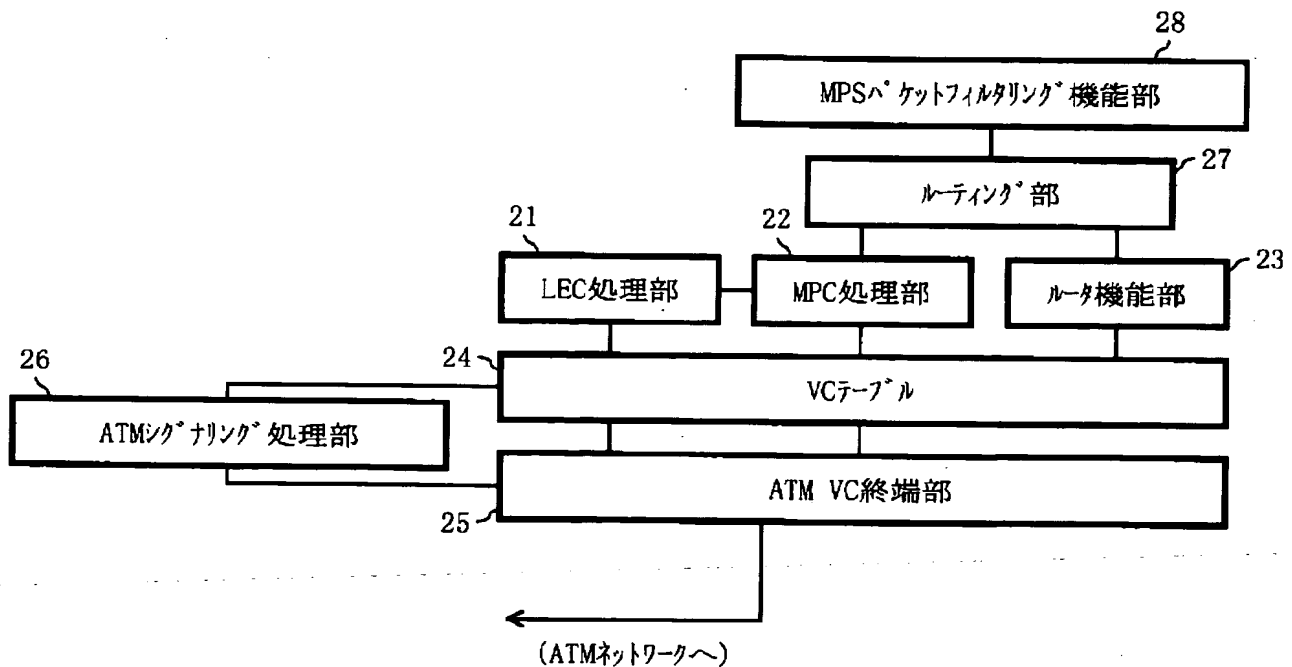 28
MPSパケットフィルタリング機能部
27
ルーティング部
21
22
23
LEC処理部
MPC処理部
ルータ機能部
24
VCテーブル
26
ATMシグナリング処理部
ATM VC終端部
25
(ATMネットワークへ)